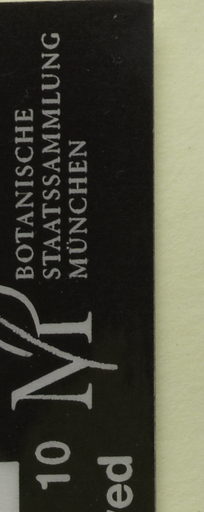 BOTANISCHE
STAATSSAMMLUNG
MÜNCHEN
M
10